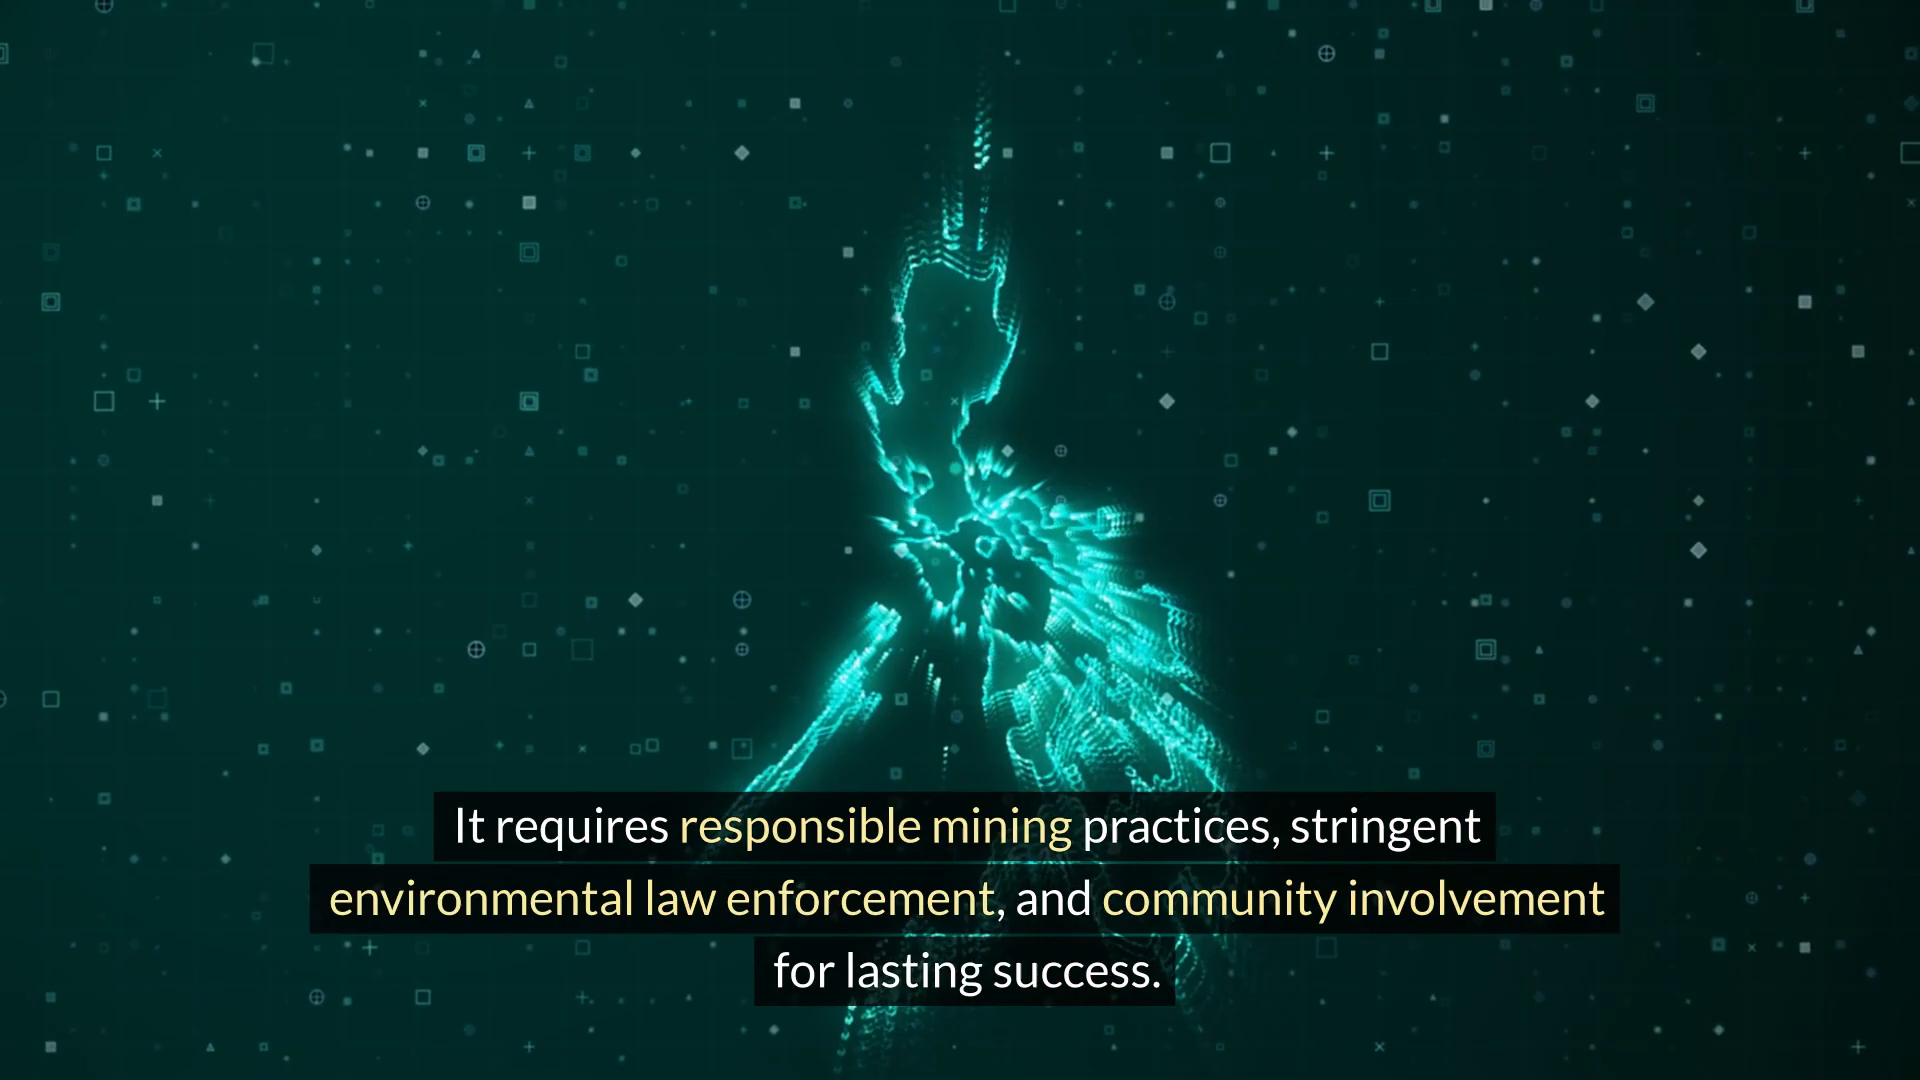 It requires responsible mining practices, stringent
environmental law enforcement, and community involvement
for lasting success.